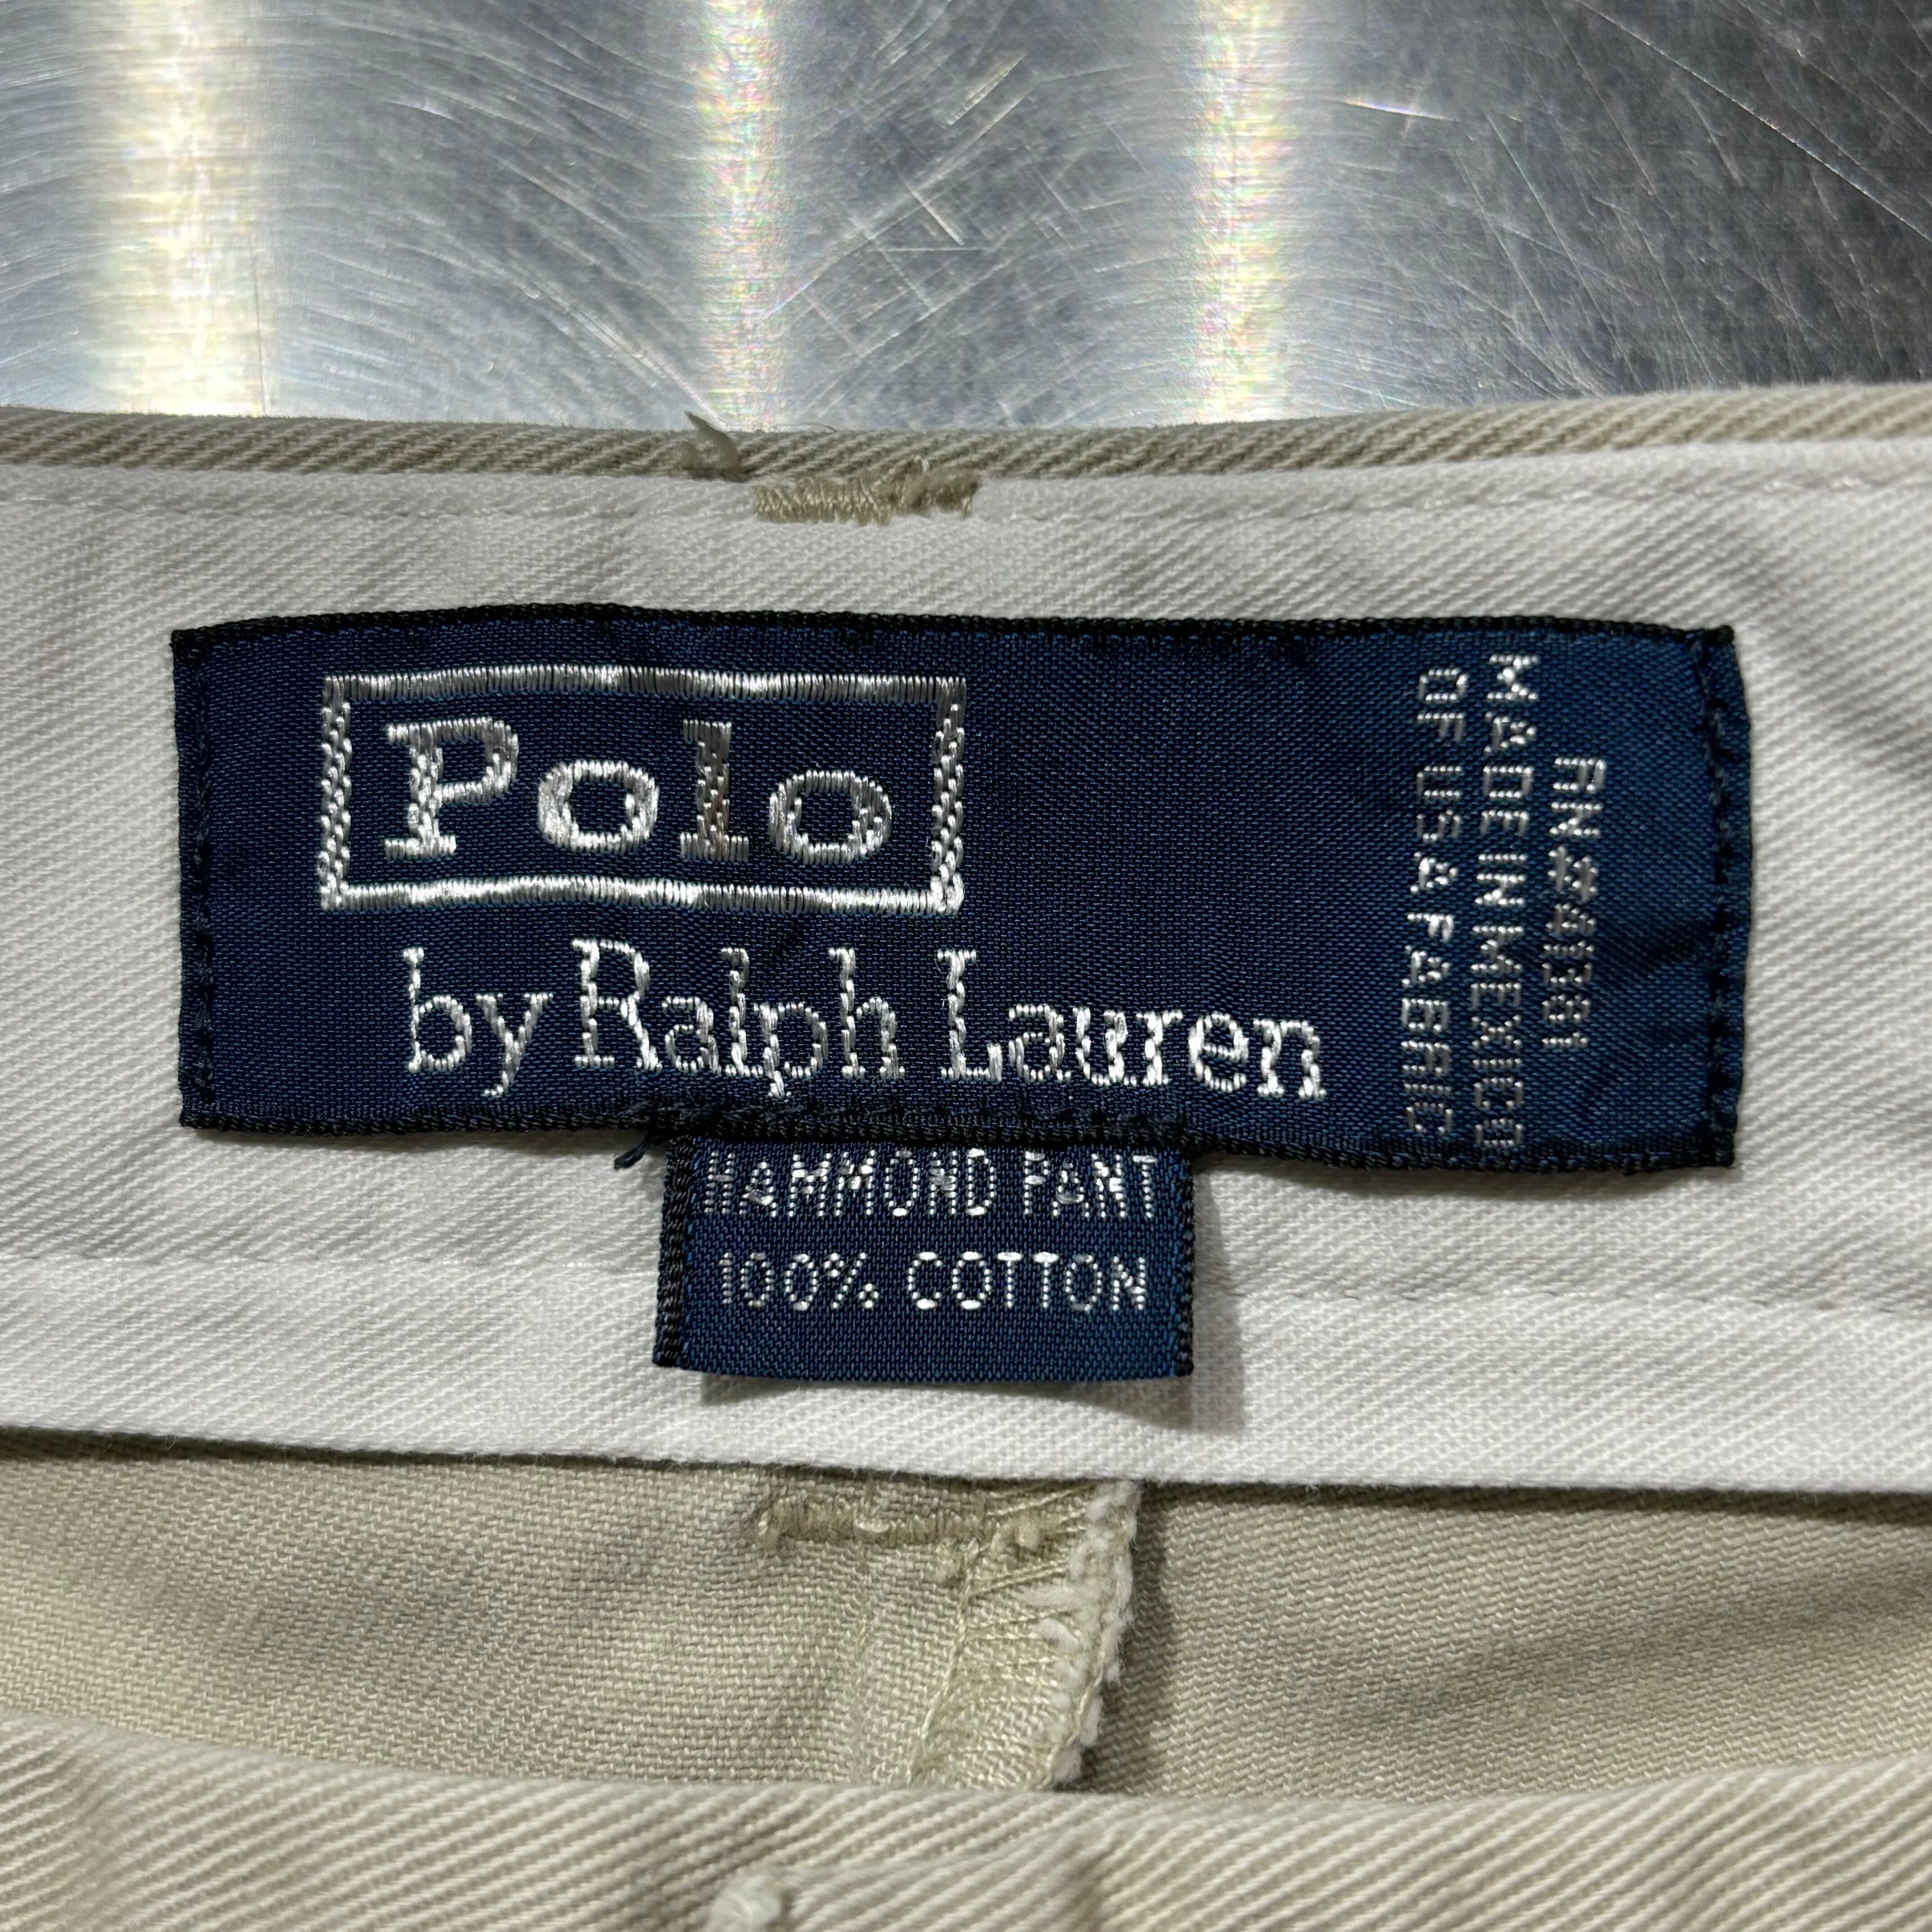 Polo
by Ralph Lauren
RN#41381
MADE IN MEXICO
OF USA FABRIC
HAMMOND PANT
100% COTTON